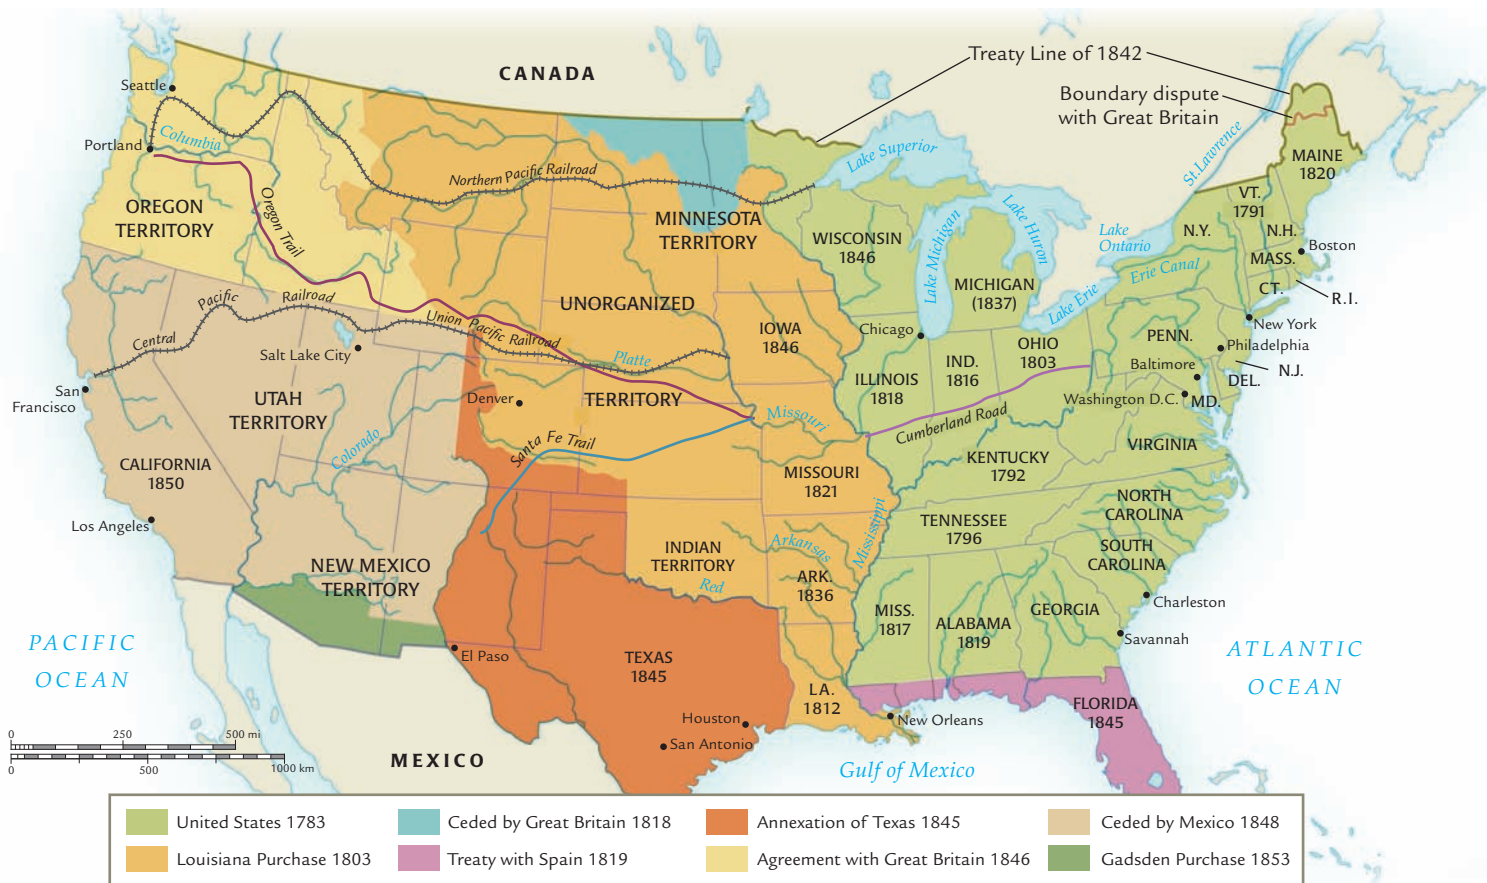 CANADA
Treaty Line of 1842
Boundary dispute
with Great Britain
Seattle
Portland
Columbia
Lake Superior
St. Lawrence
MAINE
1820
Northern Pacific Railroad
OREGON
TERRITORY
Oregon Trail
MINNESOTA
TERRITORY
WISCONSIN
1846
Lake Michigan
Lake Huron
Lake
Ontario
VT.
1791
N.Y.
N.H.
Boston
MASS.
Erie Canal
CT.
R.I.
MICHIGAN
(1837)
Lake Erie
Pacific
Railroad
Central
UNORGANIZED
Union Pacific Railroad
Platte
IOWA
1846
Chicago
New York
PENN.
Philadelphia
OHIO
1803
Salt Lake City
IND.
1816
Baltimore
N.J.
DEL.
San
Francisco
UTAH
TERRITORY
Denver
TERRITORY
ILLINOIS
1818
Washington D.C.
MD.
Missouri
Cumberland Road
Colorado
Santa Fe Trail
VIRGINIA
CALIFORNIA
1850
MISSOURI
1821
KENTUCKY
1792
NORTH
CAROLINA
Los Angeles
Mississippi
TENNESSEE
1796
Arkansas
SOUTH
CAROLINA
INDIAN
TERRITORY
NEW MEXICO
TERRITORY
Red
ARK.
1836
MISS.
1817
ALABAMA
1819
GEORGIA
Charleston
Savannah
PACIFIC
OCEAN
El Paso
TEXAS
1845
ATLANTIC
OCEAN
LA.
1812
FLORIDA
1845
Houston
New Orleans
San Antonio
0 250 500 mi
0 500 1000 km
MEXICO
Gulf of Mexico
United States 1783
Ceded by Great Britain 1818
Annexation of Texas 1845
Ceded by Mexico 1848
Louisiana Purchase 1803
Treaty with Spain 1819
Agreement with Great Britain 1846
Gadsden Purchase 1853